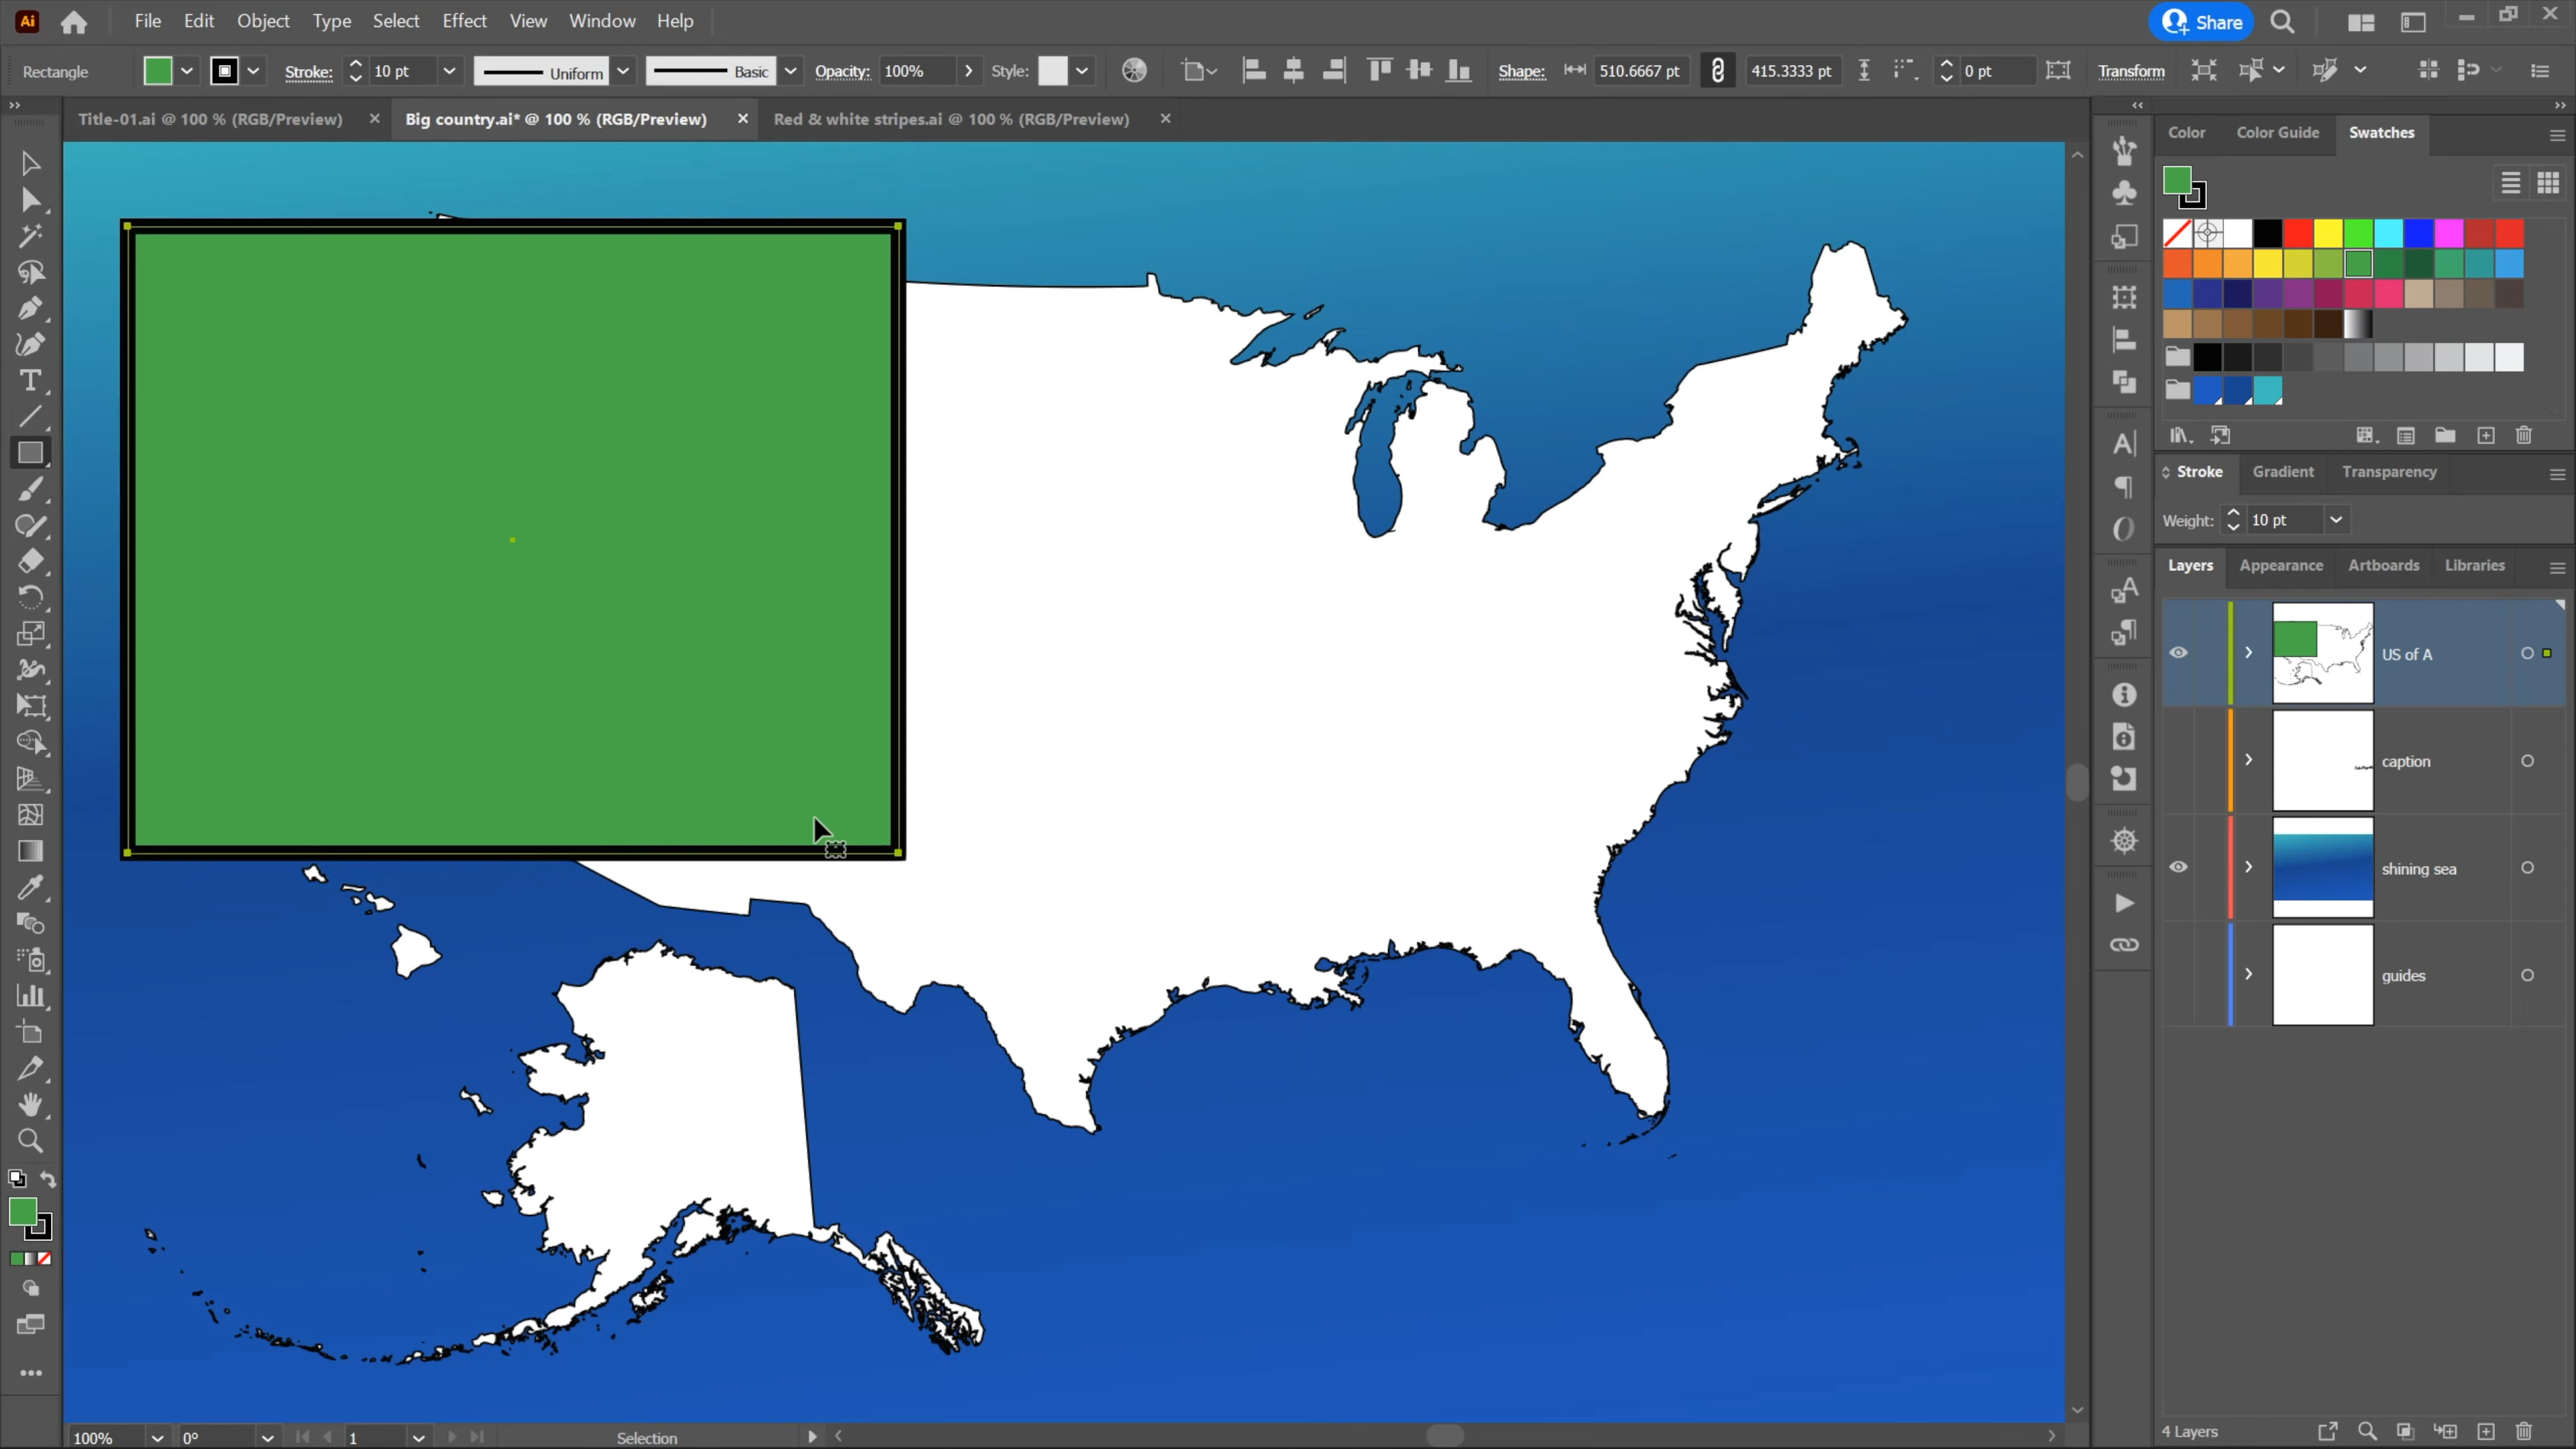 Ai File Edit Object Type Select Effect View Window Help Share
Rectangle Stroke: 10 pt Uniform Basic Opacity: 100% Style: Shape: 510.6667 pt 415.3333 pt 0 pt Transform
Title-01.ai @ 100 % (RGB/Preview) Big country.ai* @ 100 % (RGB/Preview) Red & white stripes.ai @ 100 % (RGB/Preview)
Color Color Guide Swatches
Stroke Gradient Transparency
Weight: 10 pt
Layers Appearance Artboards Libraries
US of A
caption
shining sea
guides
4 Layers
100% 0° 1 Selection